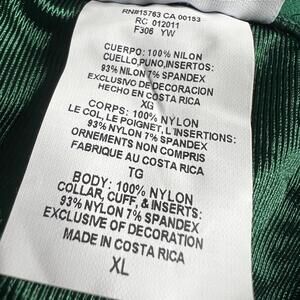 RN#15763 CA 00153
RC 012011
F306 YW
CUERPO: 100% NILON
CUELLO,PUNO,INSERTES:
93% NILON 7% SPANDEX
EXCLUSIVO DE DECORACION
HECHO EN COSTA RICA
XG
CORPS: 100% NYLON
LE COL, LE POIGNET, L'INSERTIONS:
93% NYLON 7% SPANDEX
ORNEMENTS NON COMPRIS
FABRIQUE AU COSTA RICA
TG
BODY: 100% NYLON
COLLAR, CUFF, & INSERTS:
93% NYLON 7% SPANDEX
EXCLUSIVE OF DECORATION
MADE IN COSTA RICA
XL